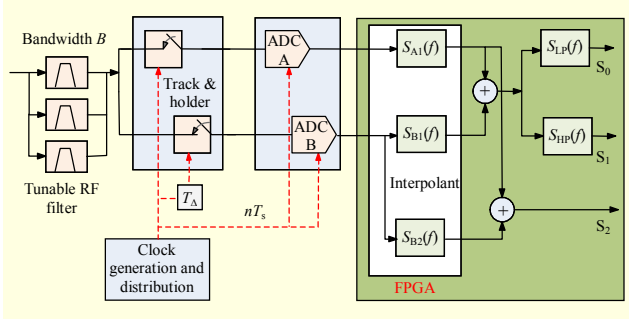 Bandwidth B
Tunable RF
filter
Track &
holder
T_Δ
nT_s
Clock
generation and
distribution
ADC
A
ADC
B
S_A1(f)
S_B1(f)
Interpolant
S_B2(f)
FPGA
+
+
S_LP(f)
S_0
S_HP(f)
S_1
S_2